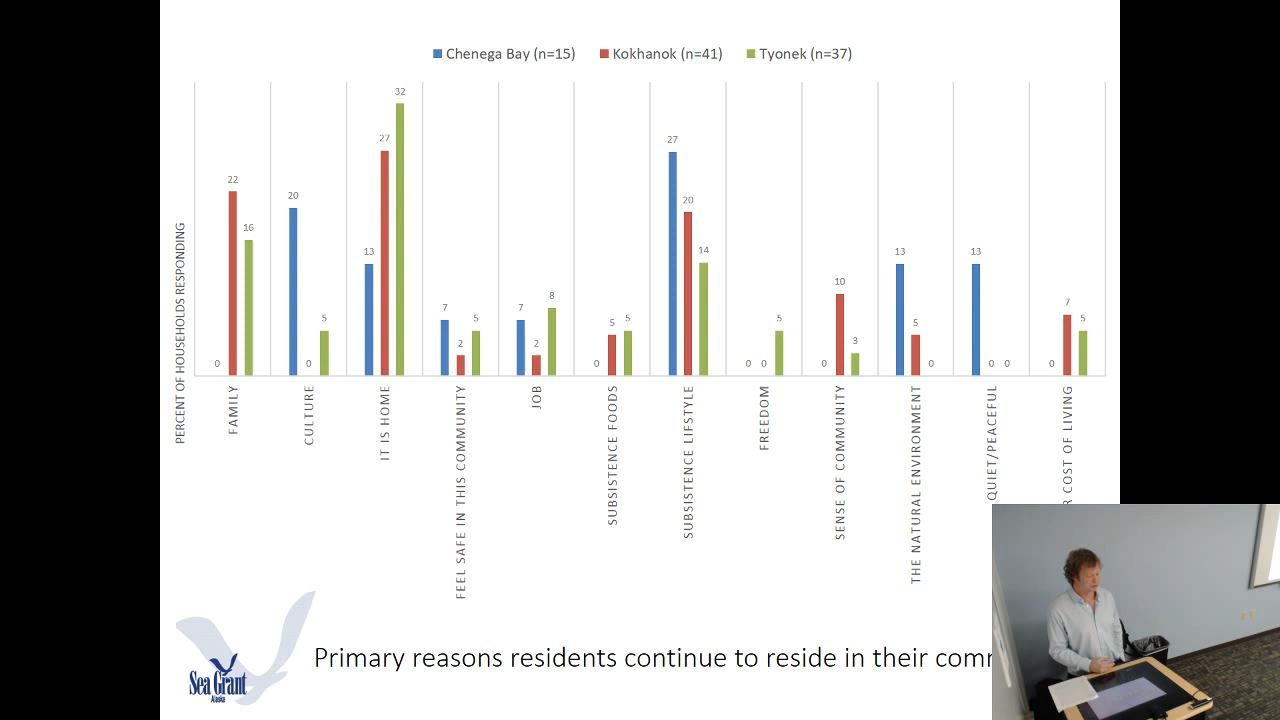 Chenega Bay (n=15) Kokhanok (n=41) Tyonek (n=37)
PERCENT OF HOUSEHOLDS RESPONDING
0 22 16
20 0 5
13 27 32
7 2 5
7 2 8
0 5 5
27 20 14
0 0 5
0 10 3
13 5 0
13 0 0
0 7 5
FAMILY
CULTURE
IT IS HOME
FEEL SAFE IN THIS COMMUNITY
JOB
SUBSISTENCE FOODS
SUBSISTENCE LIFSTYLE
FREEDOM
SENSE OF COMMUNITY
THE NATURAL ENVIRONMENT
QUIET/PEACEFUL
COST OF LIVING
Sea Grant
Alaska
Primary reasons residents continue to reside in their